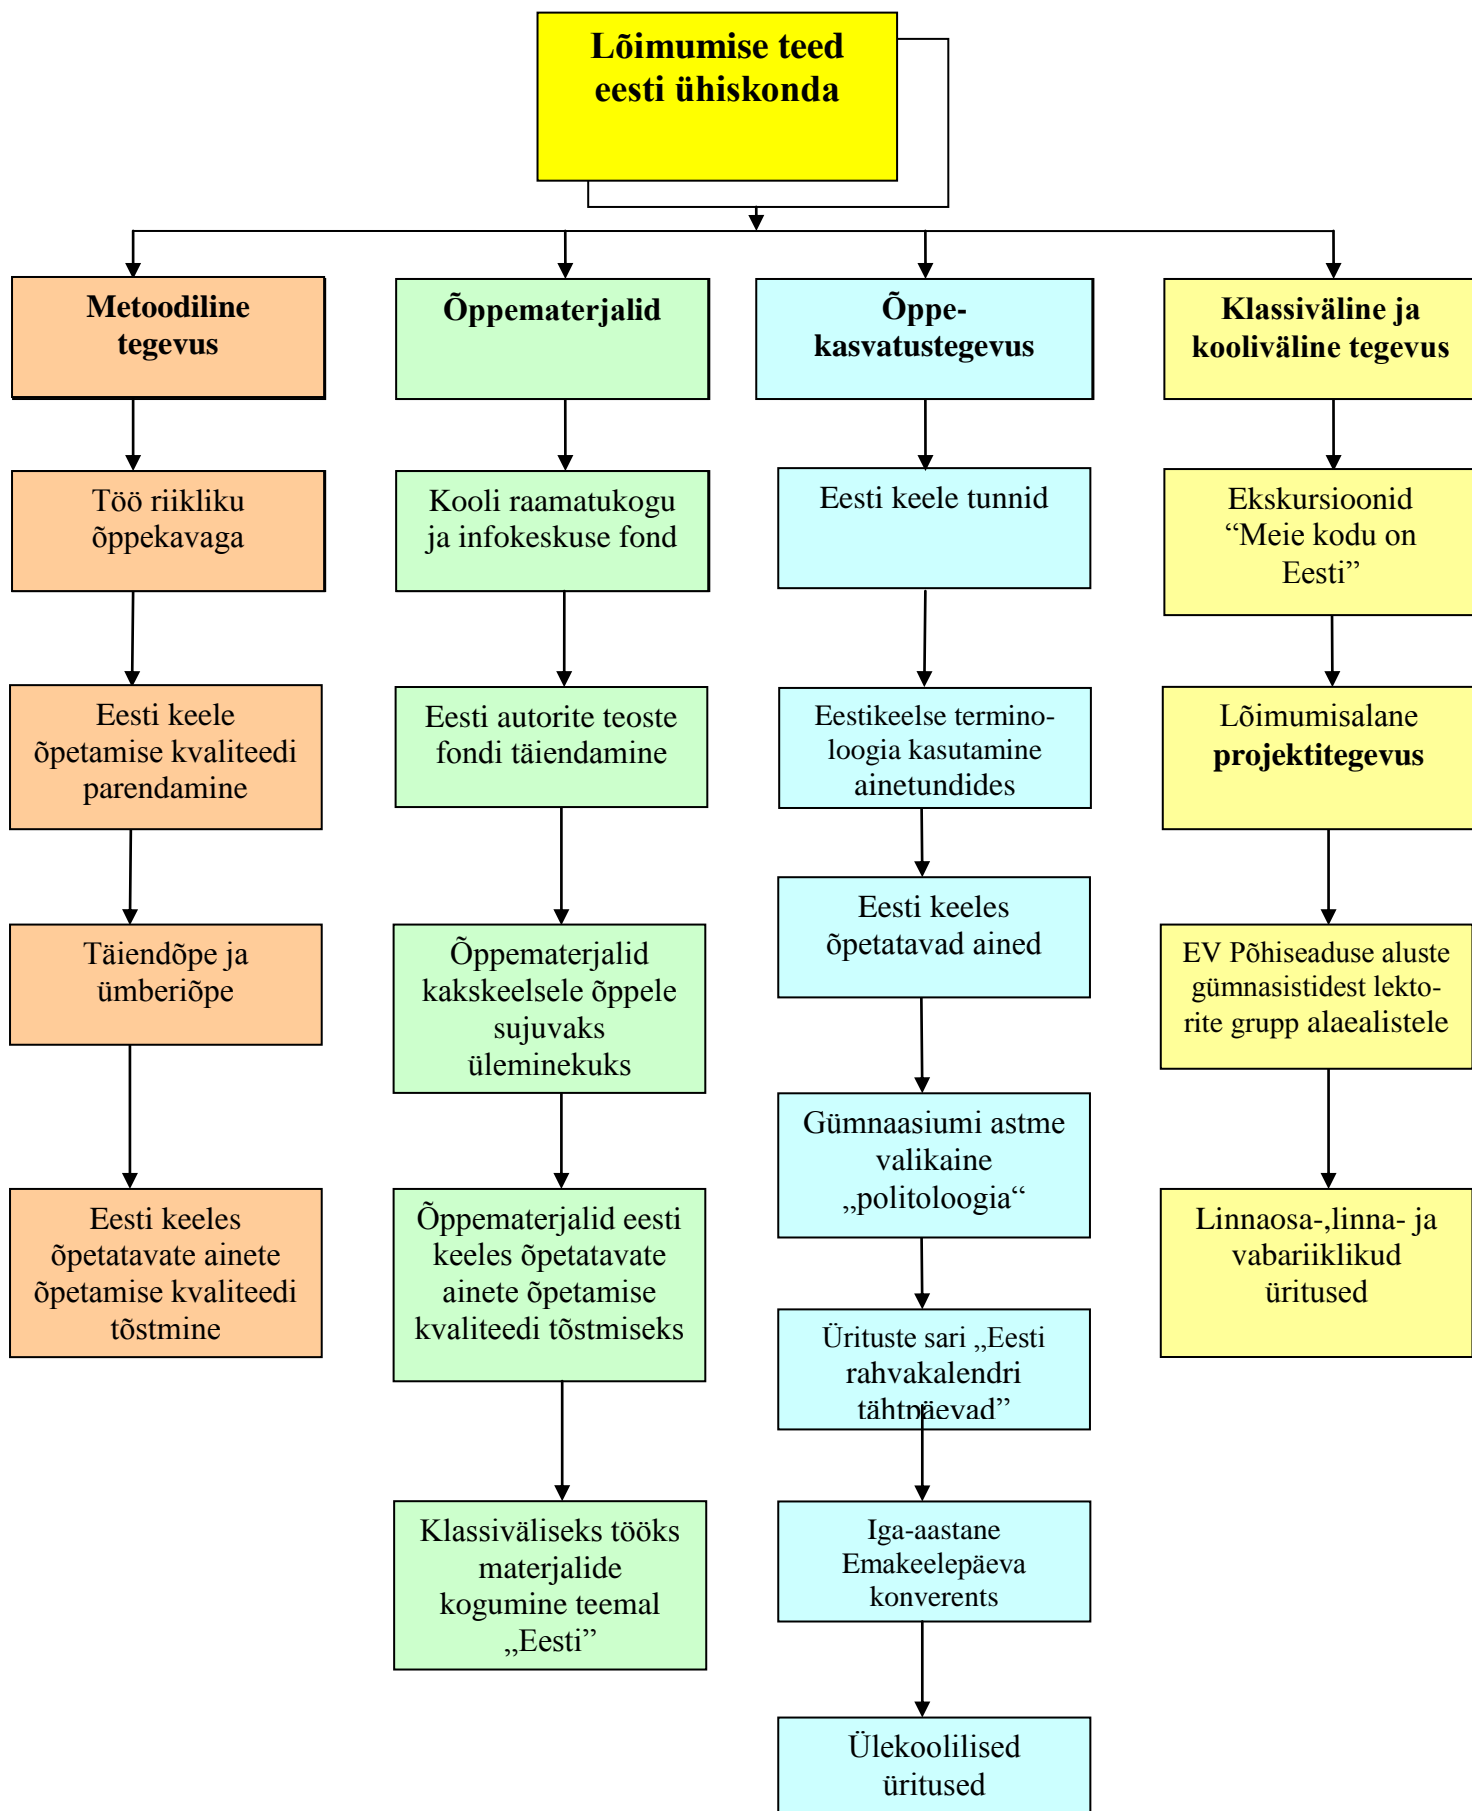 Lõimumise teed
eesti ühiskonda
Metoodiline
tegevus
Töö riikliku
õppekavaga
Eesti keele
õpetamise kvaliteedi
parendamine
Täiendõpe ja
ümberiõpe
Eesti keeles
õpetatavate ainete
õpetamise kvaliteedi
tõstmine
Õppematerjalid
Kooli raamatukogu
ja infokeskuse fond
Eesti autorite teoste
fondi täiendamine
Õppematerjalid
kakskeelsele õppele
sujuvaks
üleminekuks
Õppematerjalid eesti
keeles õpetatavate
ainete õpetamise
kvaliteedi tõstmiseks
Klassiväliseks tööks
materjalide
kogumine teemal
„Eesti”
Õppe-
kasvatustegevus
Eesti keele tunnid
Eestikeelse termino-
loogia kasutamine
ainetundides
Eesti keeles
õpetatavad ained
Gümnaasiumi astme
valikaine
„politoloogia“
Ürituste sari „Eesti
rahvakalendri
tähtpäevad”
Iga-aastane
Emakeelepäeva
konverents
Ülekoolilised
üritused
Klassiväline ja
kooliväline tegevus
Ekskursioonid
“Meie kodu on
Eesti”
Lõimumisalane
projektitegevus
EV Põhiseaduse aluste
gümnasistidest lekto-
rite grupp alaealistele
Linnaosa-,linna- ja
vabariiklikud
üritused